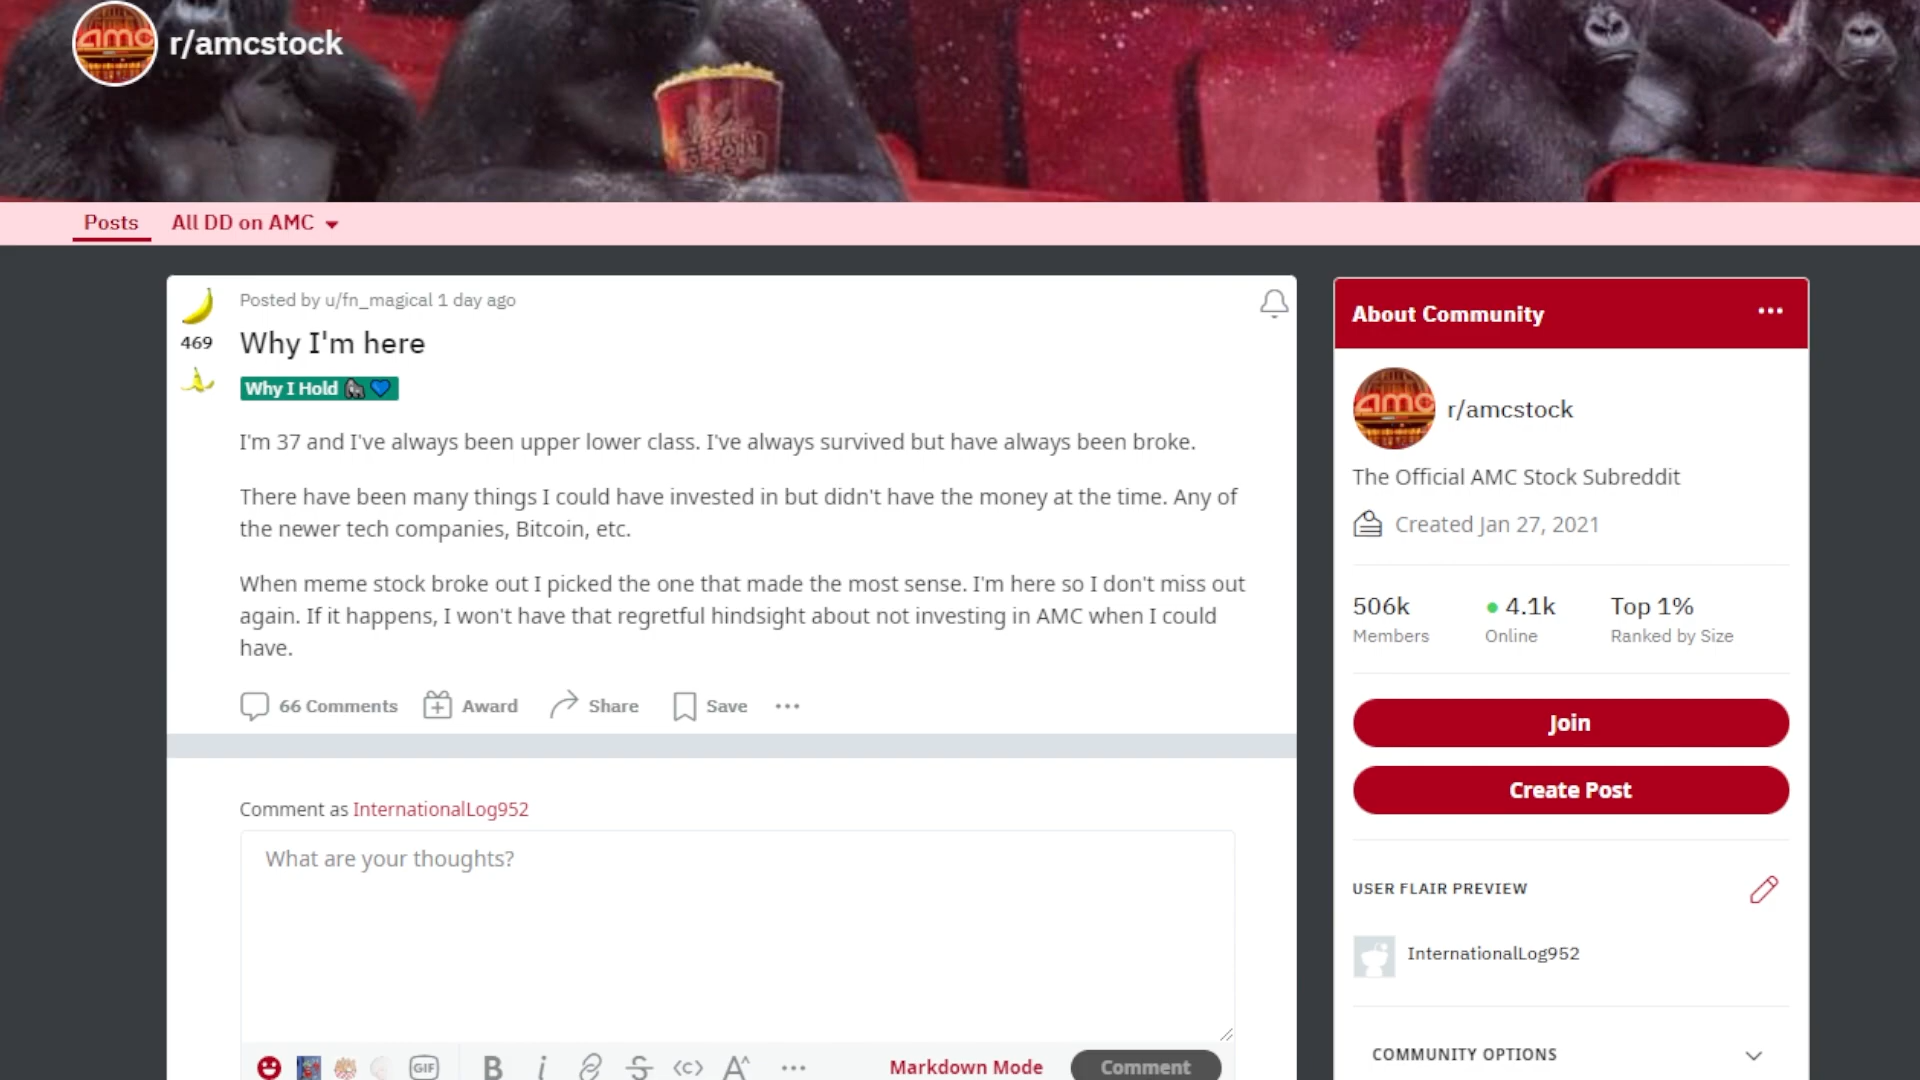 amc
r/amcstock
Posts
All DD on AMC
Posted by u/fn_magical 1 day ago
469
Why I'm here
Why I Hold 🦍💙
I'm 37 and I've always been upper lower class. I've always survived but have always been broke.
There have been many things I could have invested in but didn't have the money at the time. Any of
the newer tech companies, Bitcoin, etc.
When meme stock broke out I picked the one that made the most sense. I'm here so I don't miss out
again. If it happens, I won't have that regretful hindsight about not investing in AMC when I could
have.
66 Comments
Award
Share
Save
Comment as InternationalLog952
What are your thoughts?
GIF
B
i
S
<c>
A^
Markdown Mode
Comment
About Community
amc
r/amcstock
The Official AMC Stock Subreddit
Created Jan 27, 2021
506k
4.1k
Top 1%
Members
Online
Ranked by Size
Join
Create Post
USER FLAIR PREVIEW
InternationalLog952
COMMUNITY OPTIONS